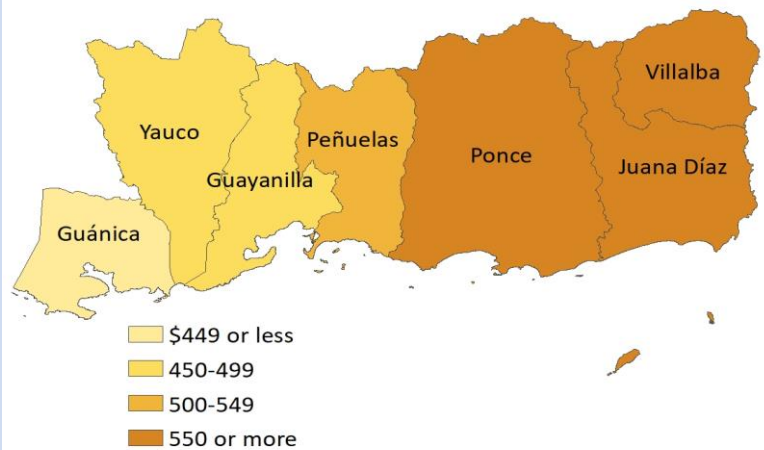 Villalba
Yauco
Peñuelas
Ponce
Juana Díaz
Guayanilla
Guánica
$449 or less
450-499
500-549
550 or more